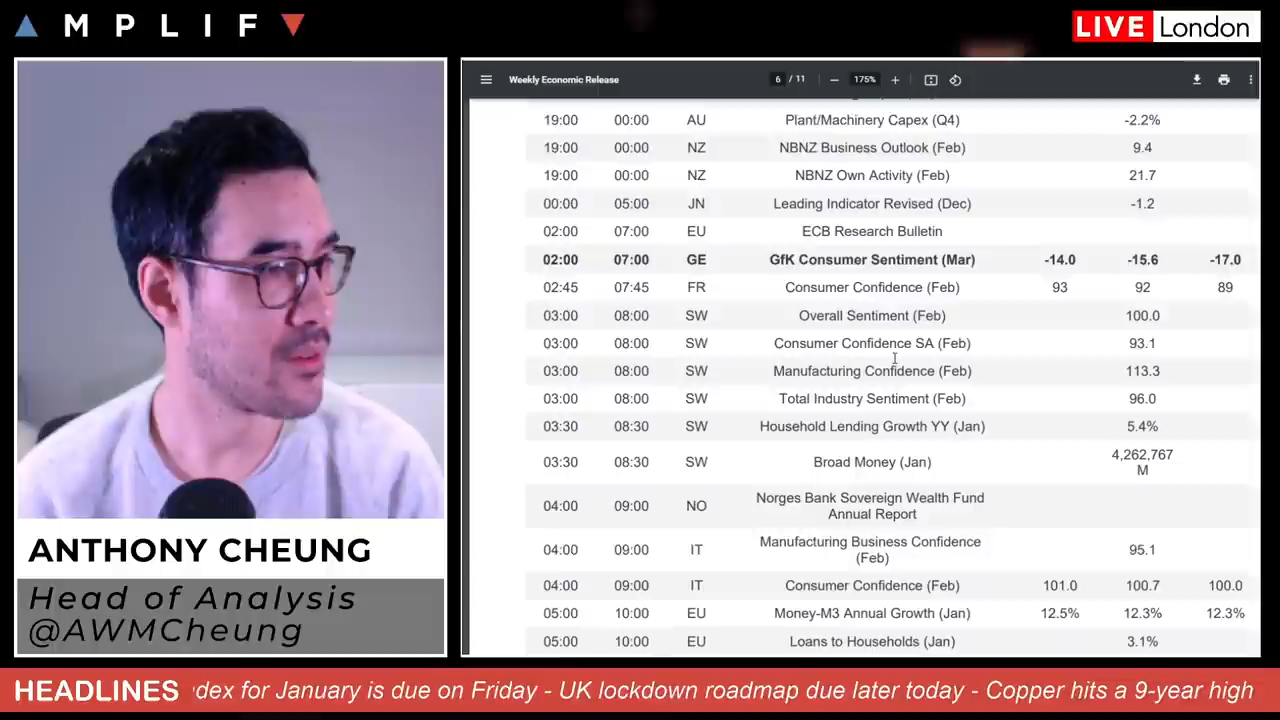 AMPLIFY
LIVE London
Weekly Economic Release
6 / 11
175%
19:00 00:00 AU Plant/Machinery Capex (Q4) -2.2%
19:00 00:00 NZ NBNZ Business Outlook (Feb) 9.4
19:00 00:00 NZ NBNZ Own Activity (Feb) 21.7
00:00 05:00 JN Leading Indicator Revised (Dec) -1.2
02:00 07:00 EU ECB Research Bulletin
02:00 07:00 GE GfK Consumer Sentiment (Mar) -14.0 -15.6 -17.0
02:45 07:45 FR Consumer Confidence (Feb) 93 92 89
03:00 08:00 SW Overall Sentiment (Feb) 100.0
03:00 08:00 SW Consumer Confidence SA (Feb) 93.1
03:00 08:00 SW Manufacturing Confidence (Feb) 113.3
03:00 08:00 SW Total Industry Sentiment (Feb) 96.0
03:30 08:30 SW Household Lending Growth YY (Jan) 5.4%
03:30 08:30 SW Broad Money (Jan) 4,262,767
M
04:00 09:00 NO Norges Bank Sovereign Wealth Fund
Annual Report
04:00 09:00 IT Manufacturing Business Confidence
(Feb) 95.1
04:00 09:00 IT Consumer Confidence (Feb) 101.0 100.7 100.0
05:00 10:00 EU Money-M3 Annual Growth (Jan) 12.5% 12.3% 12.3%
05:00 10:00 EU Loans to Households (Jan) 3.1%
ANTHONY CHEUNG
Head of Analysis
@AWMCheung
HEADLINES dex for January is due on Friday - UK lockdown roadmap due later today - Copper hits a 9-year high